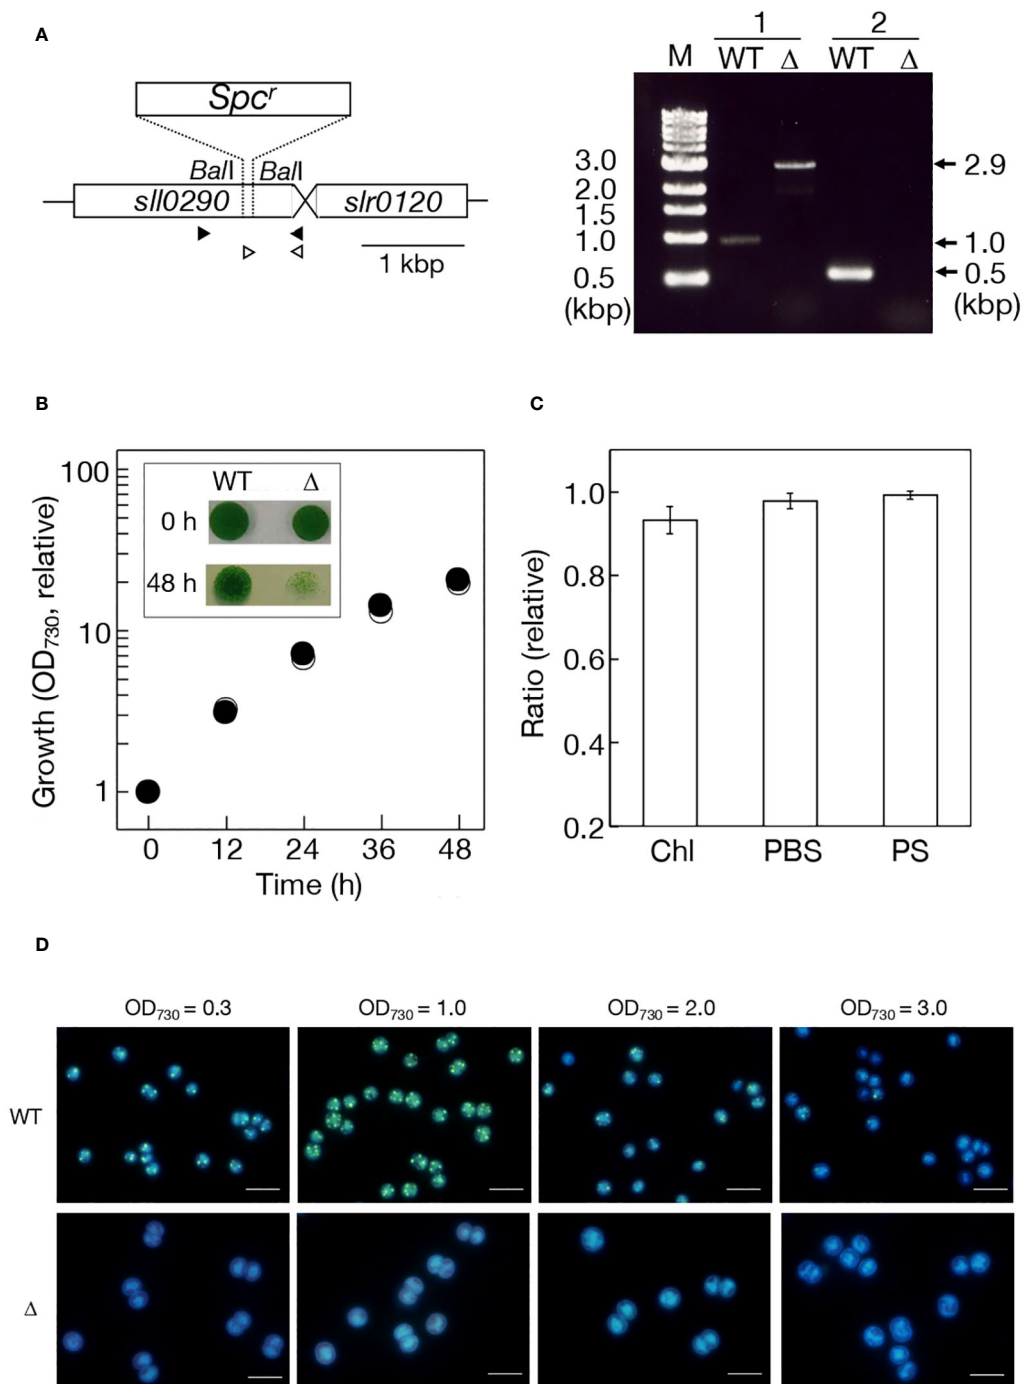 A
Spcʳ
BalI BalI
sll0290 slr0120
1 kbp
1 2
M WT Δ WT Δ
3.0
2.0
1.5
1.0
0.5
(kbp)
2.9
1.0
0.5
(kbp)
B
Growth (OD₇₃₀, relative)
100
10
1
WT Δ
0 h
48 h
0 12 24 36 48
Time (h)
C
Ratio (relative)
1.0
0.8
0.6
0.4
0.2
Chl PBS PS
D
OD₇₃₀ = 0.3 OD₇₃₀ = 1.0 OD₇₃₀ = 2.0 OD₇₃₀ = 3.0
WT
Δ